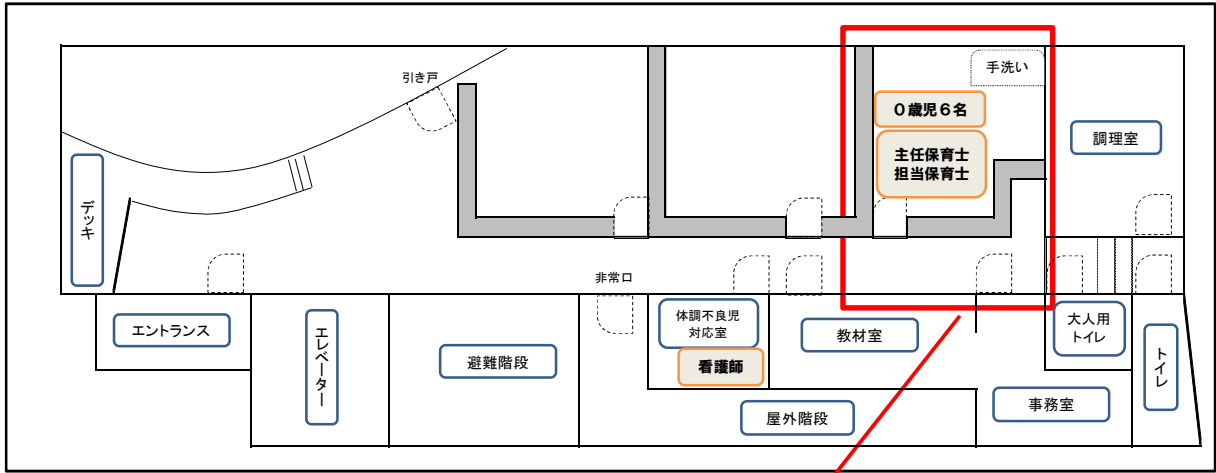 引き戸
手洗い
0歳児6名
主任保育士
担当保育士
調理室
デッキ
非常口
エントランス
エレベーター
避難階段
体調不良児
対応室
看護師
教材室
大人用
トイレ
トイレ
屋外階段
事務室